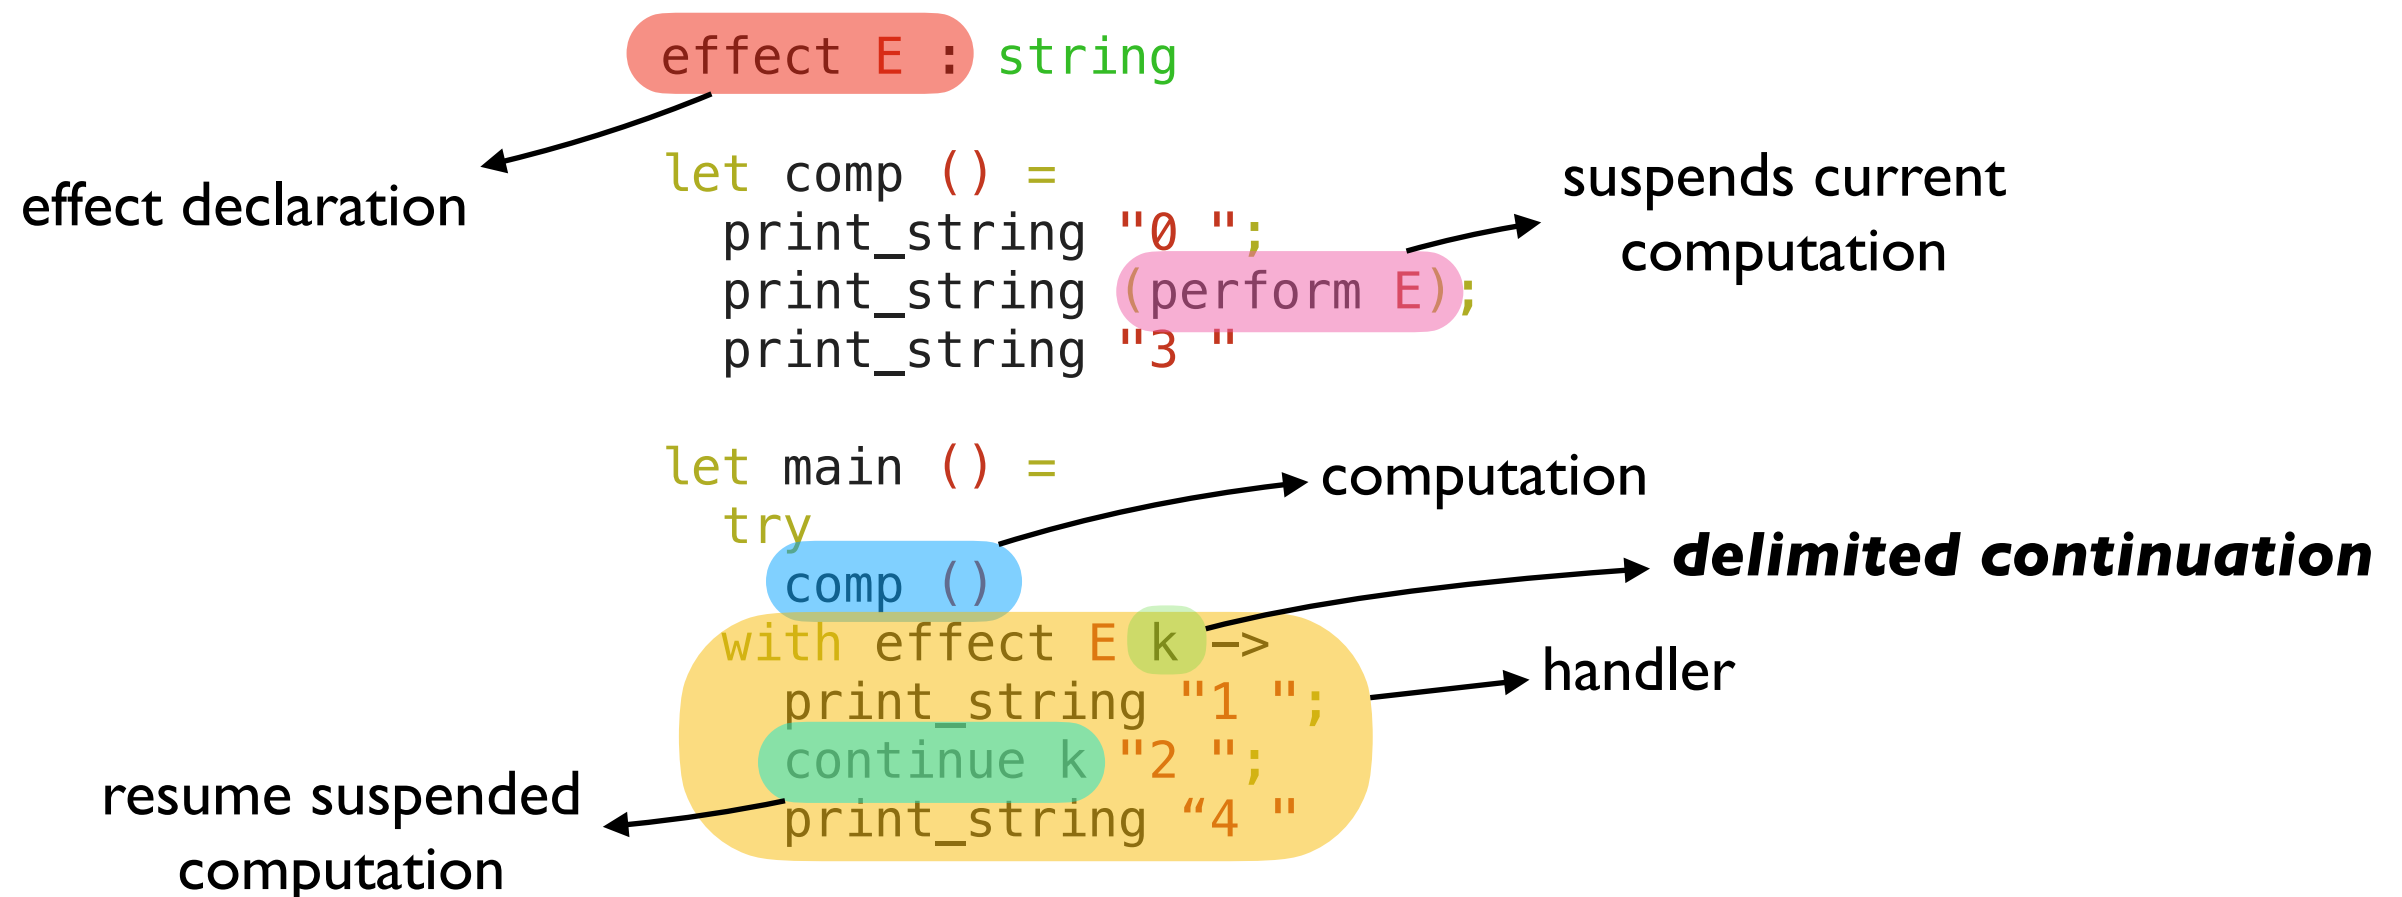 effect E : string
effect declaration
let comp () =
print_string "0 ";
print_string (perform E);
print_string "3 "
suspends current
computation
let main () =
try
comp ()
with effect E k ->
print_string "1 ";
continue k "2 ";
print_string “4 "
computation
delimited continuation
handler
resume suspended
computation